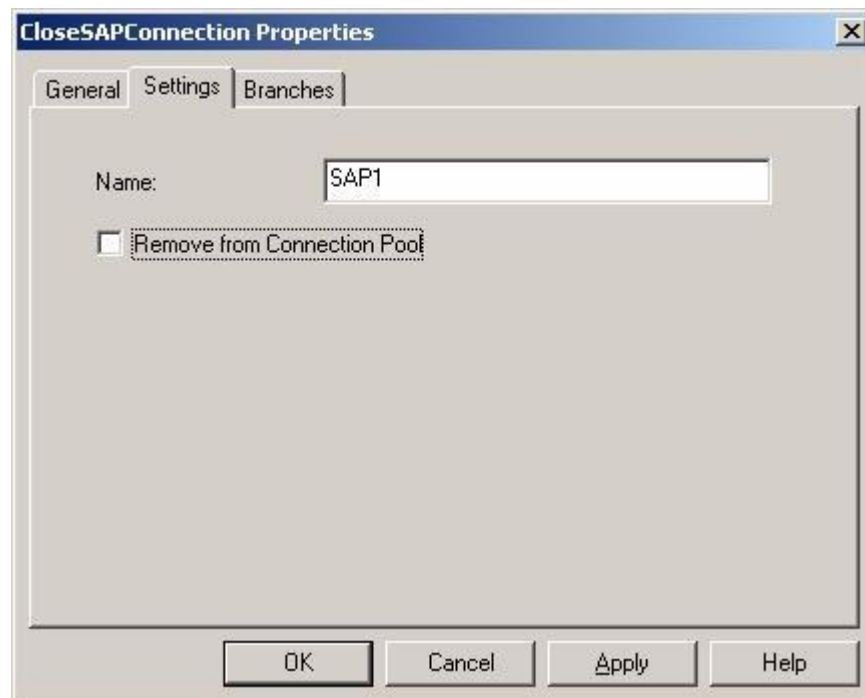 CloseSAPConnection Properties
General Settings Branches
Name: SAP1
Remove from Connection Pool
OK Cancel Apply Help